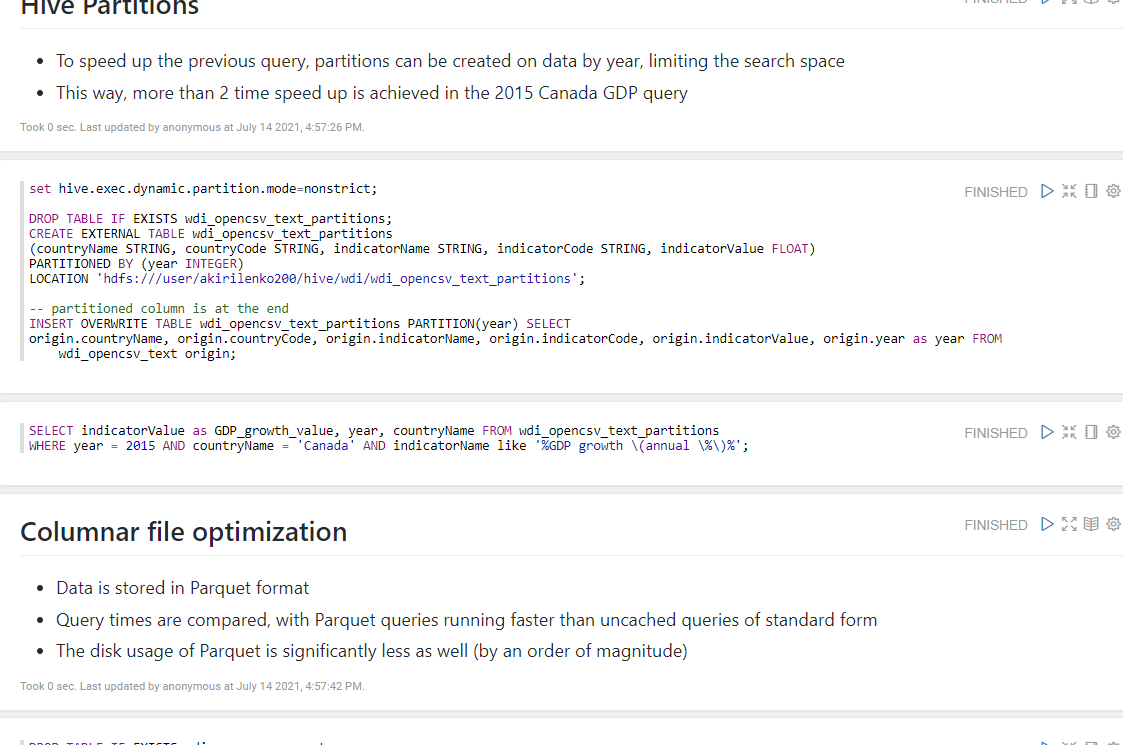 Hive Partitions
FINISHED
To speed up the previous query, partitions can be created on data by year, limiting the search space
This way, more than 2 time speed up is achieved in the 2015 Canada GDP query
Took 0 sec. Last updated by anonymous at July 14 2021, 4:57:26 PM.
FINISHED
set hive.exec.dynamic.partition.mode=nonstrict;
DROP TABLE IF EXISTS wdi_opencsv_text_partitions;
CREATE EXTERNAL TABLE wdi_opencsv_text_partitions
(countryName STRING, countryCode STRING, indicatorName STRING, indicatorCode STRING, indicatorValue FLOAT)
PARTITIONED BY (year INTEGER)
LOCATION 'hdfs:///user/akirilenko200/hive/wdi/wdi_opencsv_text_partitions';
-- partitioned column is at the end
INSERT OVERWRITE TABLE wdi_opencsv_text_partitions PARTITION(year) SELECT
origin.countryName, origin.countryCode, origin.indicatorName, origin.indicatorCode, origin.indicatorValue, origin.year as year FROM
wdi_opencsv_text origin;
FINISHED
SELECT indicatorValue as GDP_growth_value, year, countryName FROM wdi_opencsv_text_partitions
WHERE year = 2015 AND countryName = 'Canada' AND indicatorName like '%GDP growth \(annual \%\)%';
Columnar file optimization
FINISHED
Data is stored in Parquet format
Query times are compared, with Parquet queries running faster than uncached queries of standard form
The disk usage of Parquet is significantly less as well (by an order of magnitude)
Took 0 sec. Last updated by anonymous at July 14 2021, 4:57:42 PM.
DROP TABLE IF EXISTS